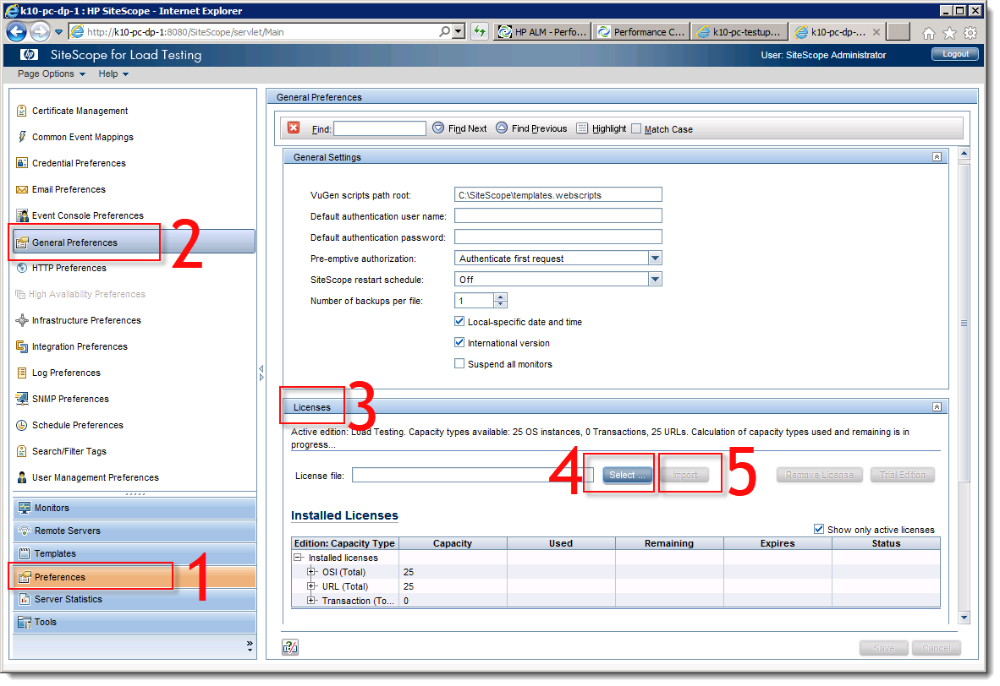 k10-pc-dp-1 : HP SiteScope - Internet Explorer
http://k10-pc-dp-1:8080/SiteScope/servlet/Main
HP ALM - Perfo...
Performance C...
k10-pc-testup...
k10-pc-dp-...
hp SiteScope for Load Testing
User: SiteScope Administrator
Logout
Page Options
Help
Certificate Management
Common Event Mappings
Credential Preferences
Email Preferences
Event Console Preferences
General Preferences
2
HTTP Preferences
High Availability Preferences
Infrastructure Preferences
Integration Preferences
Log Preferences
SNMP Preferences
Schedule Preferences
Search/Filter Tags
User Management Preferences
Monitors
Remote Servers
Templates
Preferences
1
Server Statistics
Tools
General Preferences
Find:
Find Next
Find Previous
Highlight
Match Case
General Settings
VuGen scripts path root: C:\SiteScope\templates.webscripts
Default authentication user name:
Default authentication password:
Pre-emptive authorization: Authenticate first request
SiteScope restart schedule: Off
Number of backups per file: 1
Local-specific date and time
International version
Suspend all monitors
Licenses
3
Active edition: Load Testing. Capacity types available: 25 OS instances, 0 Transactions, 25 URLs. Calculation of capacity types used and remaining is in
progress...
License file:
4
Select ...
Import
5
Remove License
Trial Edition
Installed Licenses
Show only active licenses
Edition: Capacity Type Capacity Used Remaining Expires Status
Installed licenses
OSI (Total) 25
URL (Total) 25
Transaction (To... 0
Save
Cancel